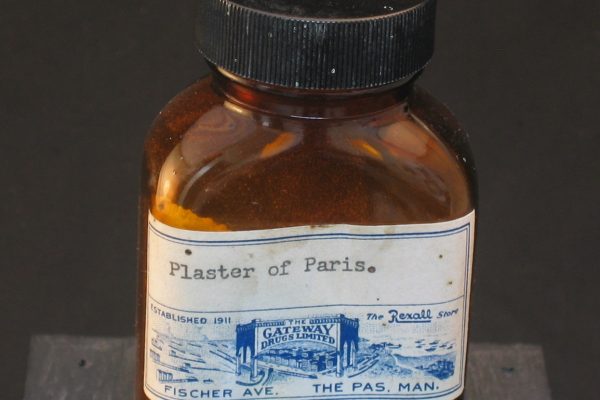 Plaster of Paris.
ESTABLISHED 1911
The Rexall Store
THE
GATEWAY
DRUGS LIMITED
FISCHER AVE. THE PAS, MAN.